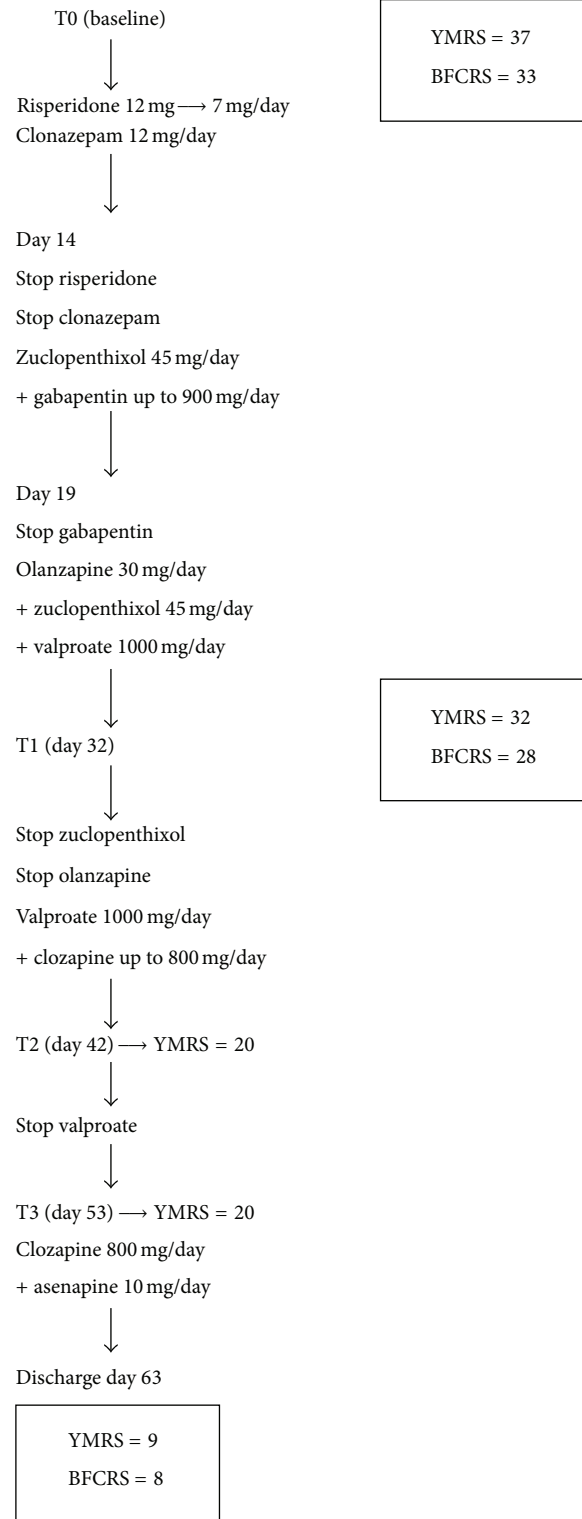 T0 (baseline)
YMRS = 37
BFCRS = 33
Risperidone 12 mg ⟶ 7 mg/day
Clonazepam 12 mg/day
Day 14
Stop risperidone
Stop clonazepam
Zuclopenthixol 45 mg/day
+ gabapentin up to 900 mg/day
Day 19
Stop gabapentin
Olanzapine 30 mg/day
+ zuclopenthixol 45 mg/day
+ valproate 1000 mg/day
T1 (day 32)
YMRS = 32
BFCRS = 28
Stop zuclopenthixol
Stop olanzapine
Valproate 1000 mg/day
+ clozapine up to 800 mg/day
T2 (day 42) ⟶ YMRS = 20
Stop valproate
T3 (day 53) ⟶ YMRS = 20
Clozapine 800 mg/day
+ asenapine 10 mg/day
Discharge day 63
YMRS = 9
BFCRS = 8